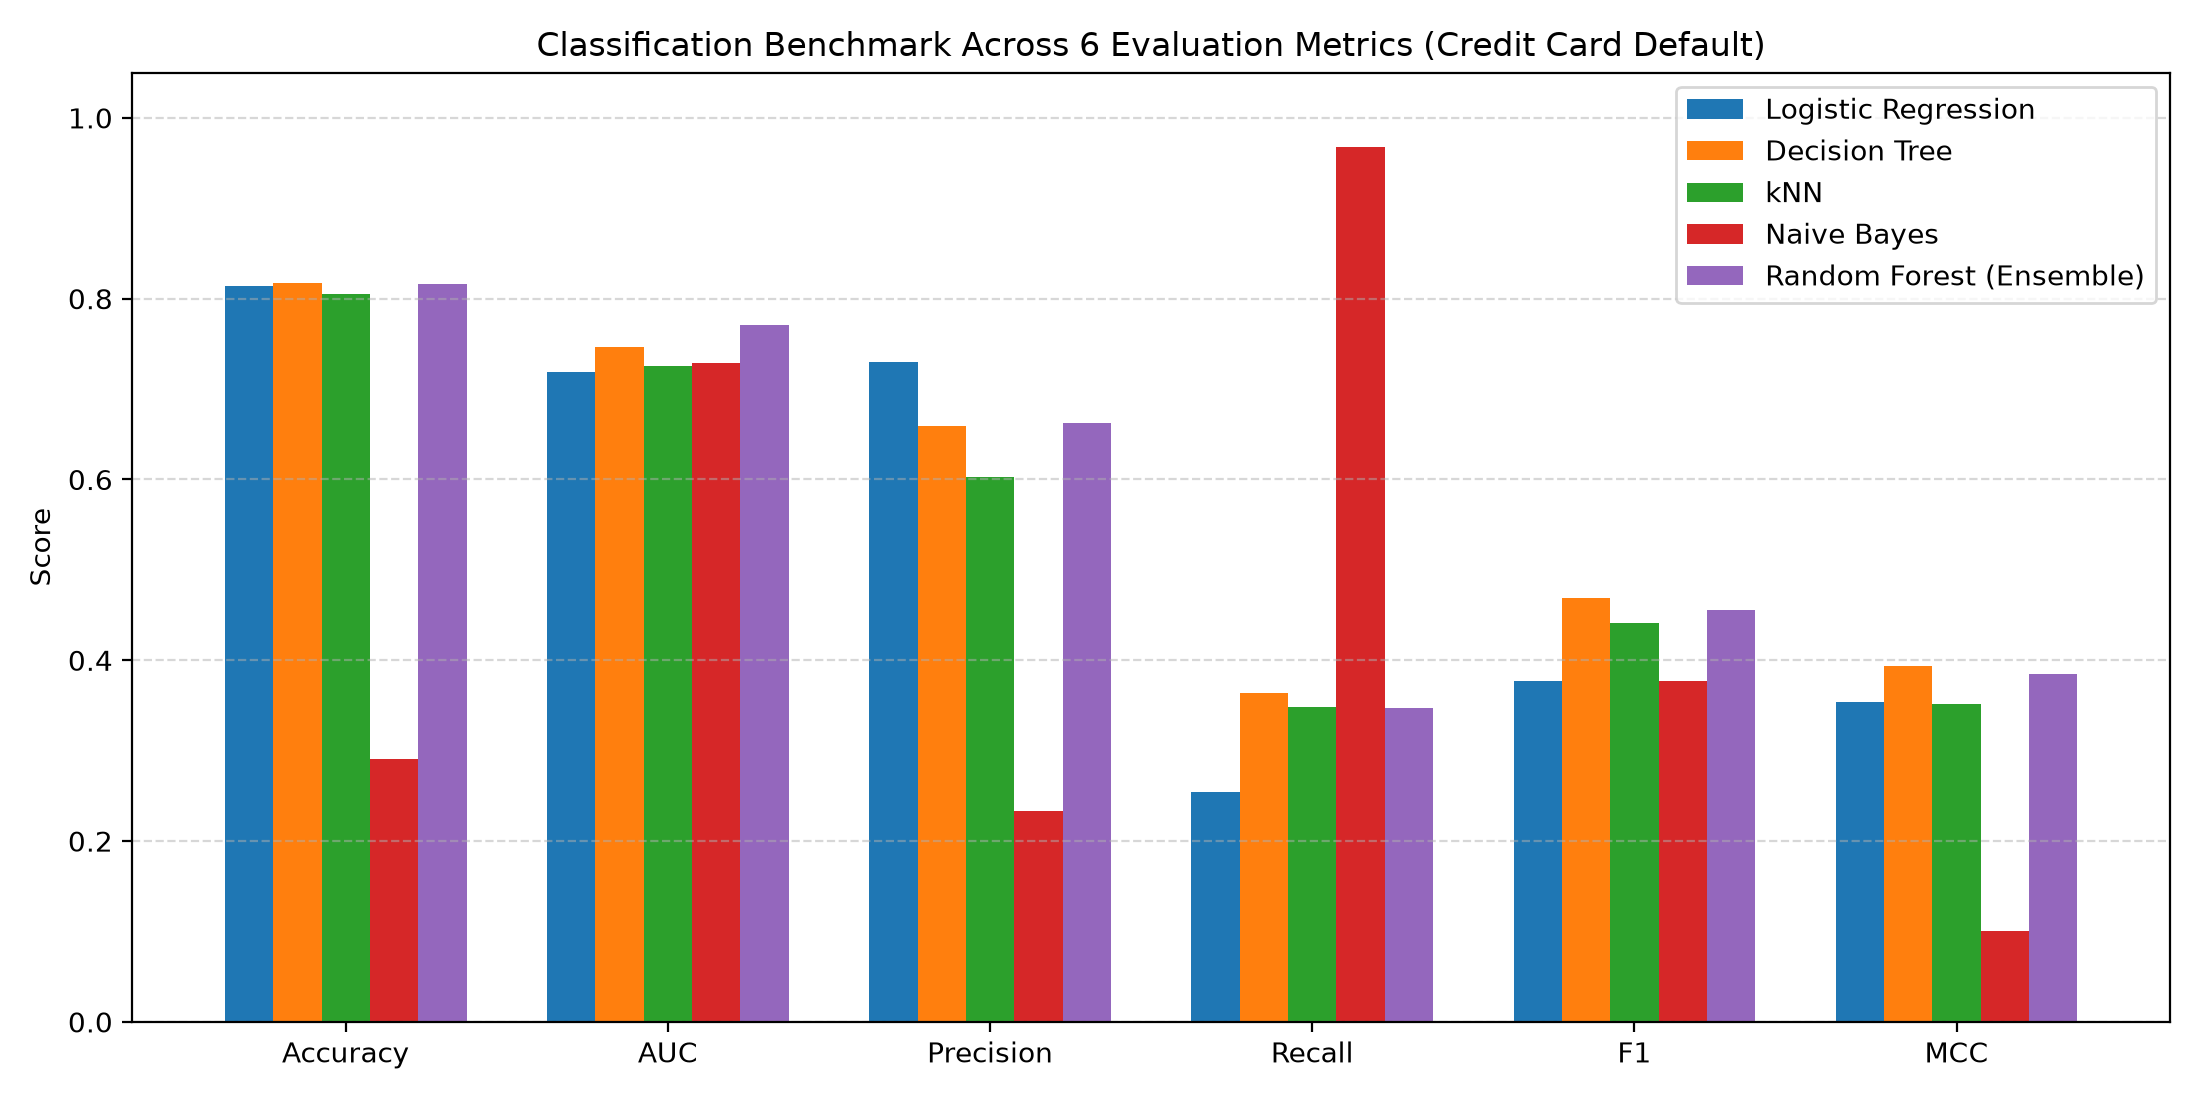 Classification Benchmark Across 6 Evaluation Metrics (Credit Card Default)
Logistic Regression
Decision Tree
kNN
Naive Bayes
Random Forest (Ensemble)
Score
1.0
0.8
0.6
0.4
0.2
0.0
Accuracy
AUC
Precision
Recall
F1
MCC